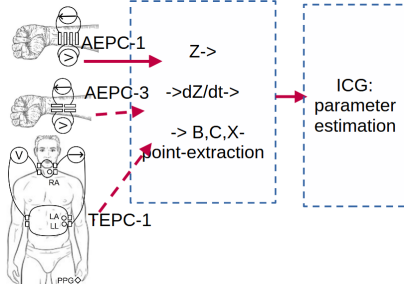 AEPC-1
V
AEPC-3
V
V
RA
LA
LL
TEPC-1
PPG
Z->
->dZ/dt->
-> B,C,X-
point-extraction
ICG:
parameter
estimation